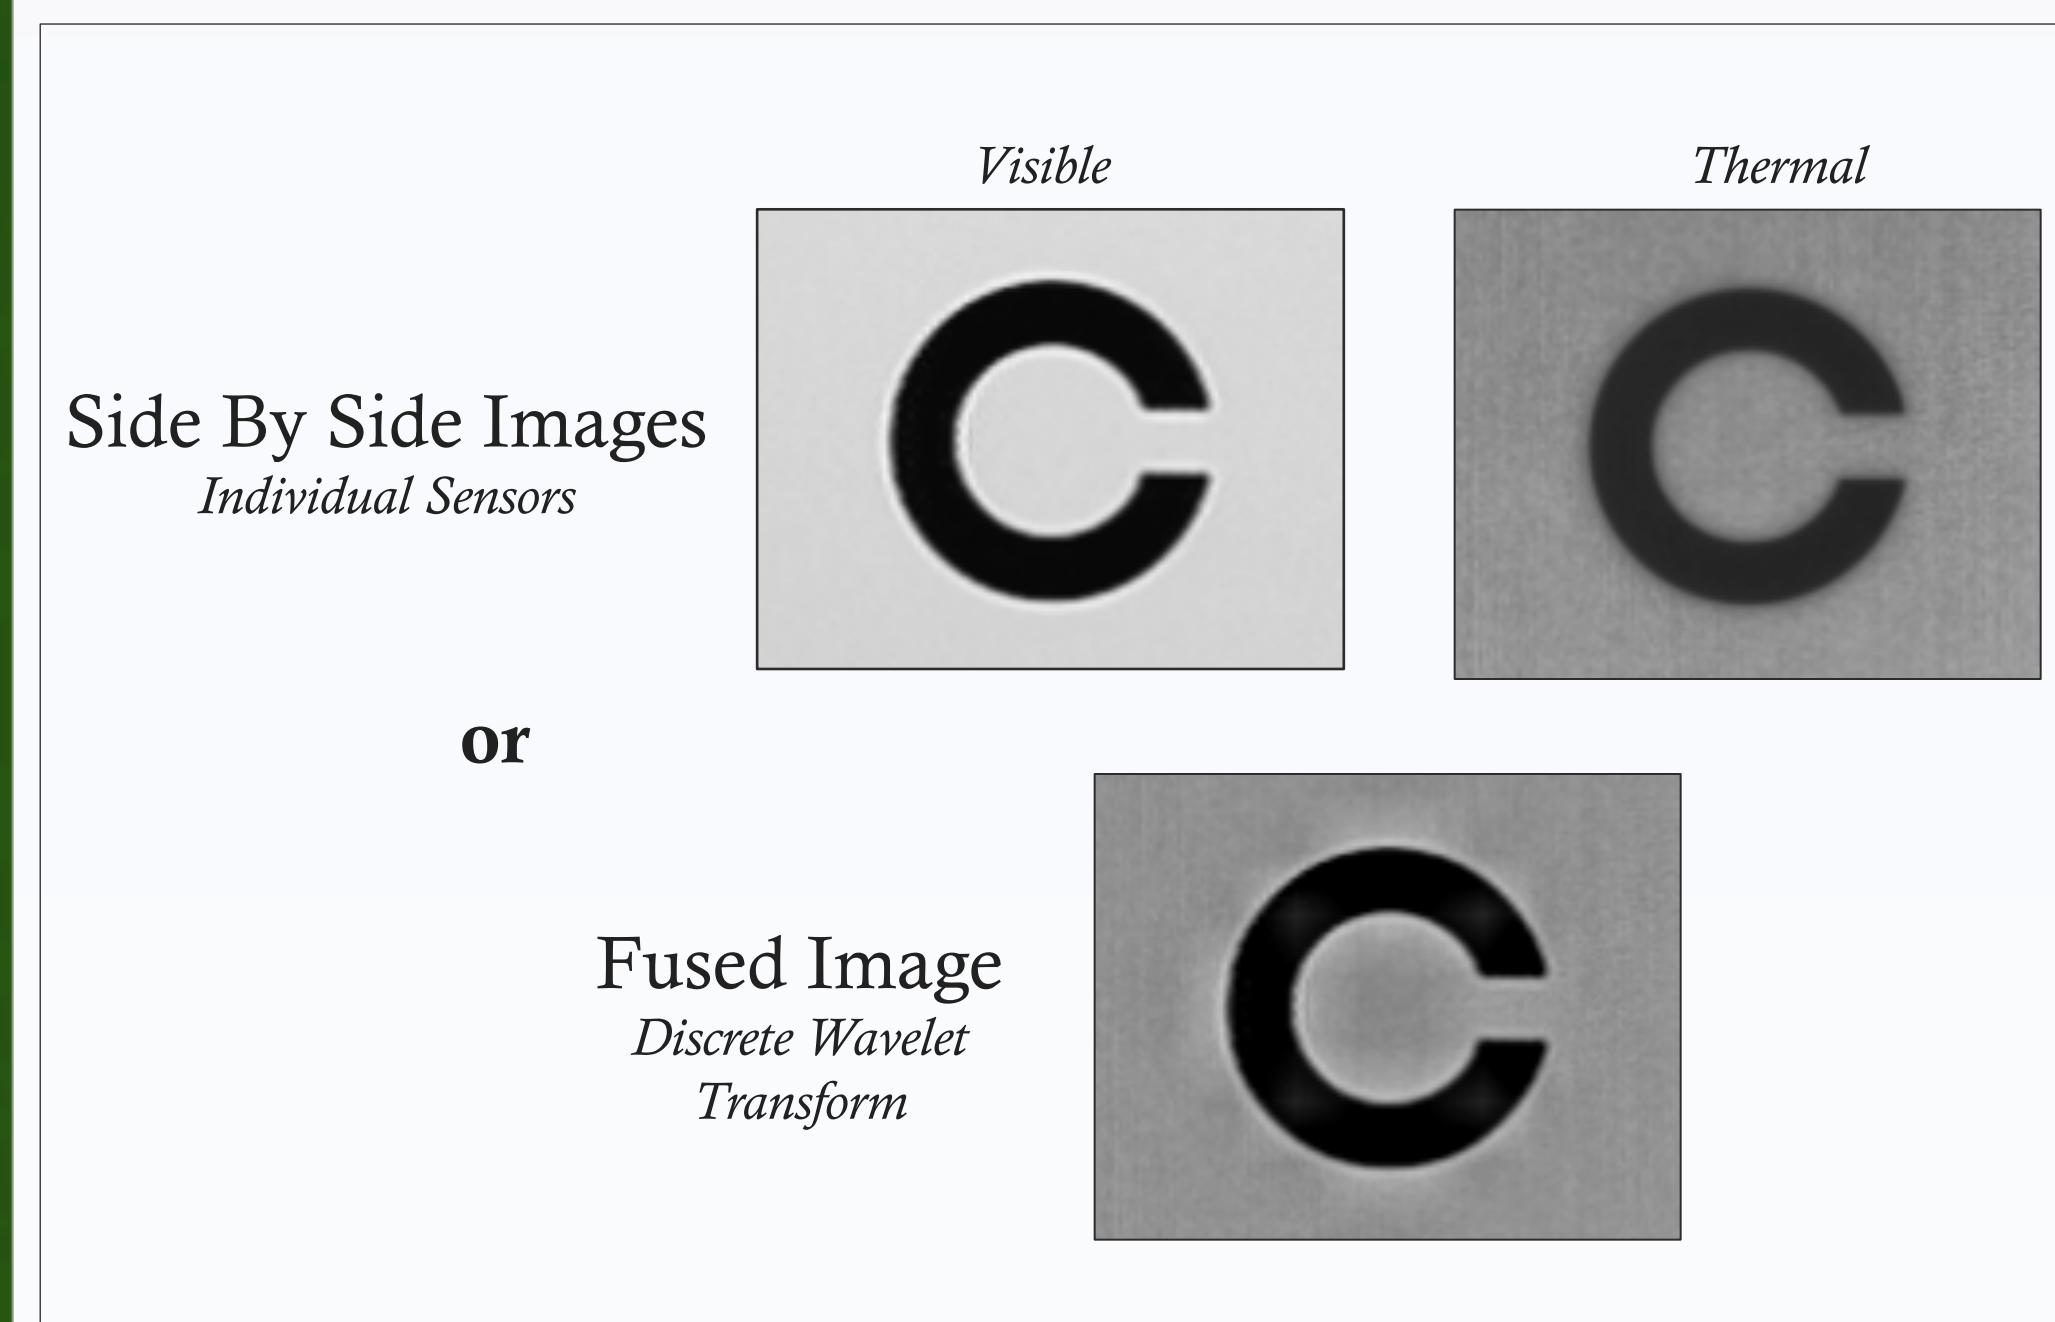 Visible
Thermal
Side By Side Images
Individual Sensors
or
Fused Image
Discrete Wavelet
Transform